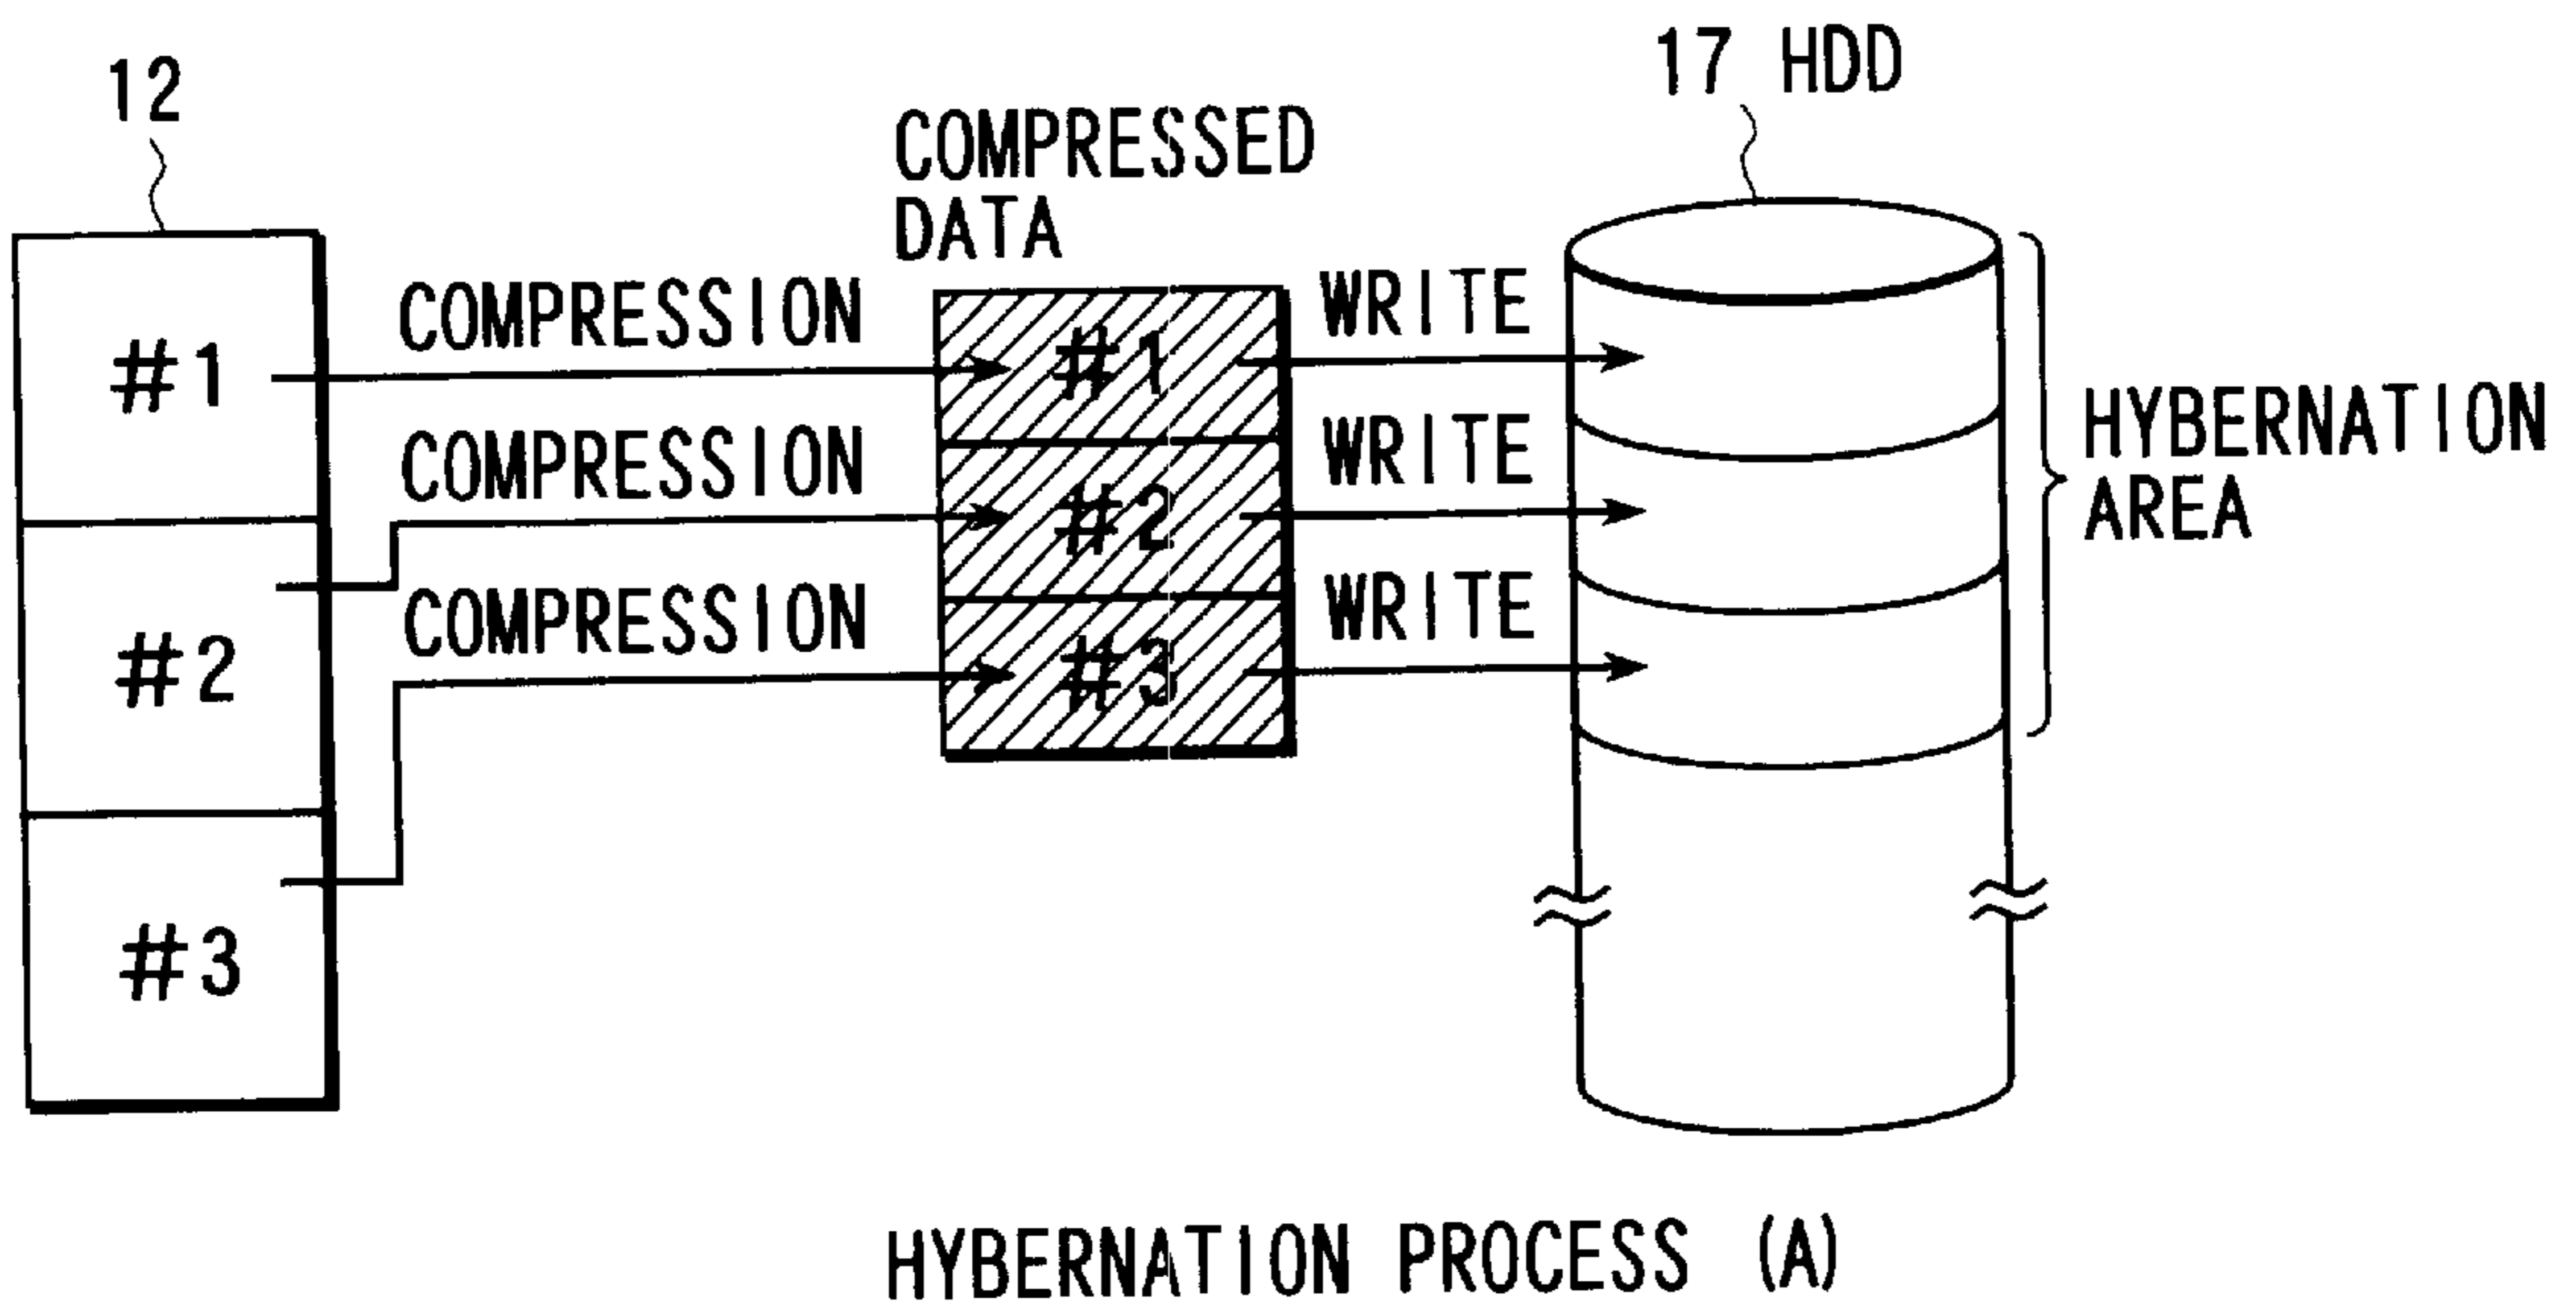 12
17 HDD
COMPRESSED
DATA
COMPRESSION
WRITE
#1
#1
HYBERNATION
AREA
COMPRESSION
WRITE
#2
COMPRESSION
WRITE
#2
#3
#3
HYBERNATION PROCESS (A)